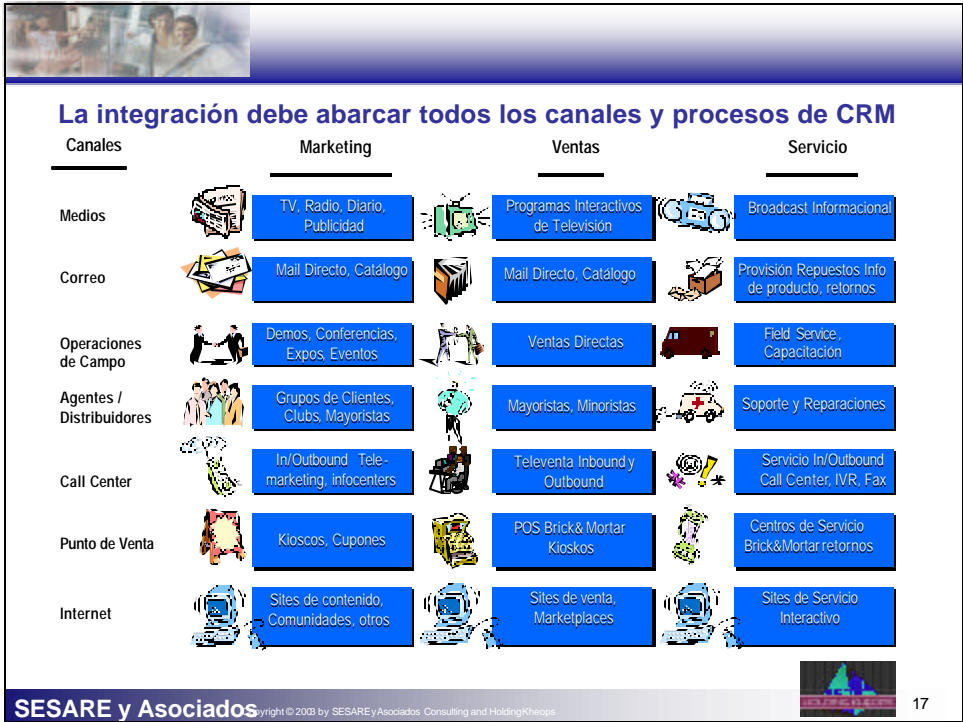 La integración debe abarcar todos los canales y procesos de CRM
Canales Marketing Ventas Servicio
Medios
TV, Radio, Diario,
Publicidad
Programas Interactivos
de Televisión
Broadcast Informacional
Correo
Mail Directo, Catálogo
Mail Directo, Catálogo
Provisión Repuestos Info
de producto, retornos
Operaciones
de Campo
Demos, Conferencias,
Expos, Eventos
Ventas Directas
Field Service,
Capacitación
Agentes /
Distribuidores
Grupos de Clientes,
Clubs, Mayoristas
Mayoristas, Minoristas
Soporte y Reparaciones
Call Center
In/Outbound Tele-
marketing, infocenters
Televenta Inbound y
Outbound
Servicio In/Outbound
Call Center, IVR, Fax
Punto de Venta
Kioscos, Cupones
POS Brick&Mortar
Kioskos
Centros de Servicio
Brick&Mortar retornos
Internet
Sites de contenido,
Comunidades, otros
Sites de venta,
Marketplaces
Sites de Servicio
Interactivo
SESARE y Asociados
© 2003 by SESARE y Asociados Consulting and Holding Kheops
17